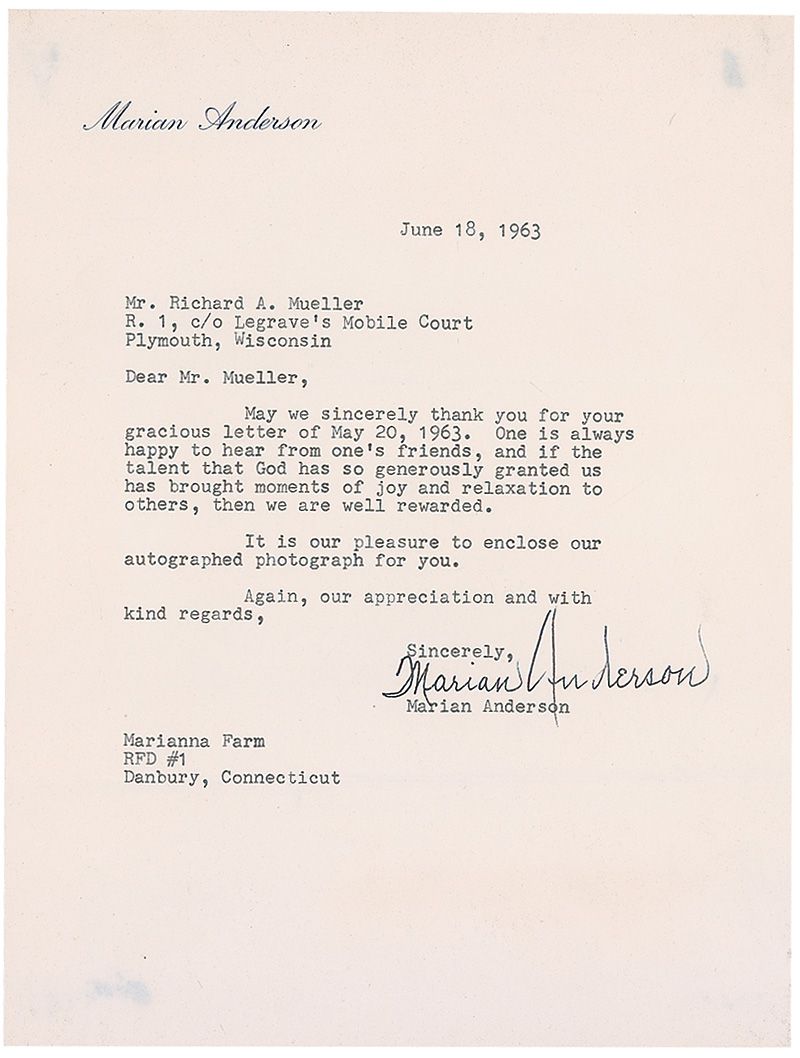 Marian Anderson
June 18, 1963
Mr. Richard A. Mueller
R. 1, c/o Legrave's Mobile Court
Plymouth, Wisconsin
Dear Mr. Mueller,
May we sincerely thank you for your
gracious letter of May 20, 1963. One is always
happy to hear from one's friends, and if the
talent that God has so generously granted us
has brought moments of joy and relaxation to
others, then we are well rewarded.
It is our pleasure to enclose our
autographed photograph for you.
Again, our appreciation and with
kind regards,
Sincerely,
Marian Anderson
Marian Anderson
Marianna Farm
RFD #1
Danbury, Connecticut